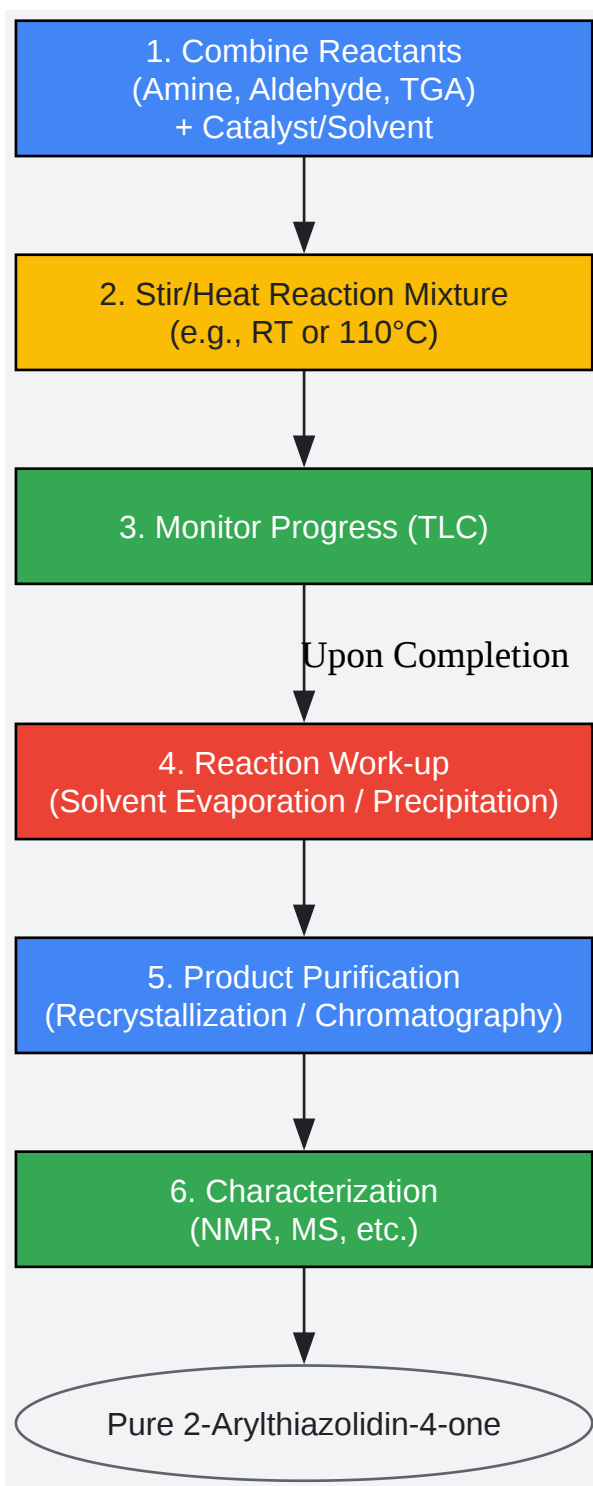 1. Combine Reactants
(Amine, Aldehyde, TGA)
+ Catalyst/Solvent
2. Stir/Heat Reaction Mixture
(e.g., RT or 110°C)
3. Monitor Progress (TLC)
Upon Completion
4. Reaction Work-up
(Solvent Evaporation / Precipitation)
5. Product Purification
(Recrystallization / Chromatography)
6. Characterization
(NMR, MS, etc.)
Pure 2-Arylthiazolidin-4-one